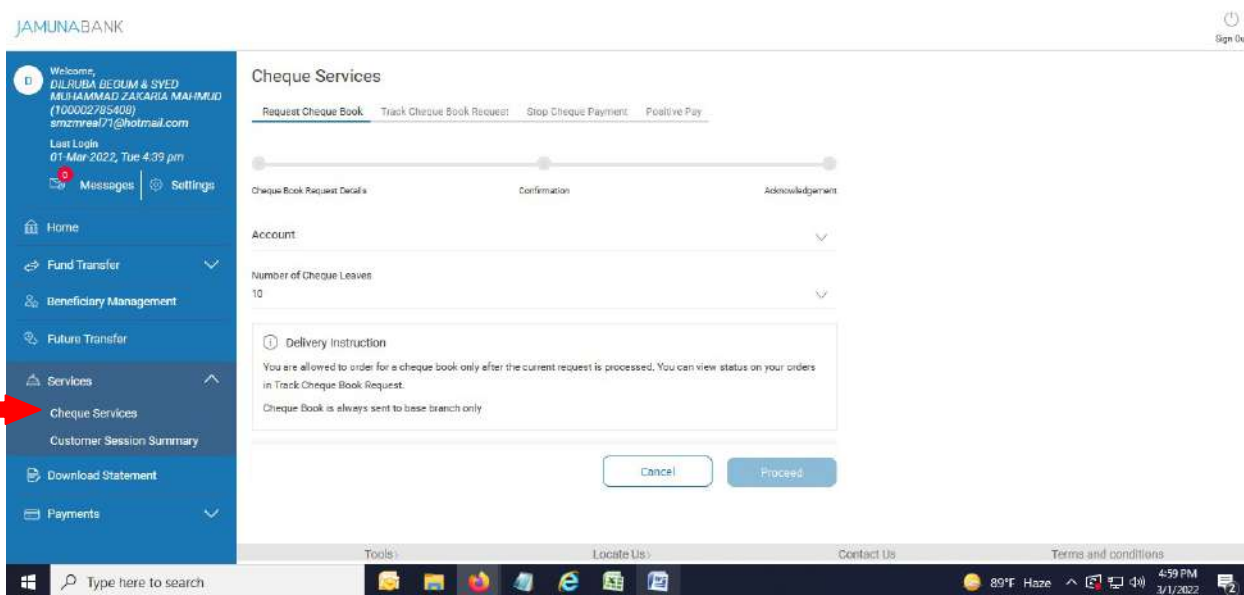 JAMUNABANK
Sign Ou
D
Welcome,
DILRUBA BEGUM & SYED
MUHAMMAD ZAKARIA MAHMUD
(100002785408)
smzmreal71@hotmail.com
Last Login
01-Mar-2022, Tue 4:39 pm
0
Messages
Settings
Home
Fund Transfer
Beneficiary Management
Future Transfer
Services
Cheque Services
Customer Session Summary
Download Statement
Payments
Cheque Services
Request Cheque Book Track Cheque Book Request Stop Cheque Payment Positive Pay
Cheque Book Request Details Confirmation Acknowledgement
Account
Number of Cheque Leaves
10
Delivery Instruction
You are allowed to order for a cheque book only after the current request is processed. You can view status on your orders
in Track Cheque Book Request.
Cheque Book is always sent to base branch only
Cancel Proceed
Tools Locate Us Contact Us Terms and conditions
Type here to search
89°F Haze
4:59 PM
3/1/2022
2